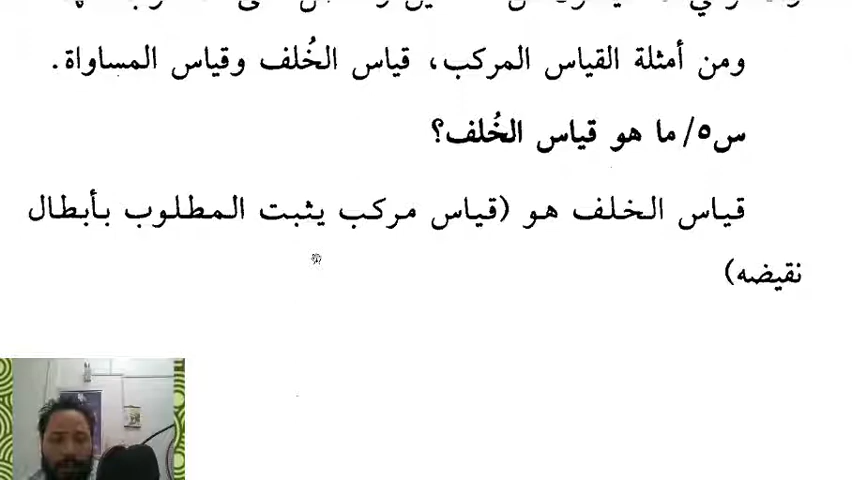 ومن أمثلة القياس المركب، قياس الخُلف وقياس المساواة.
س٥/ ما هو قياس الخُلف؟
قياس الخلف هو (قياس مركب يثبت المطلوب بأبطال
نقيضه)